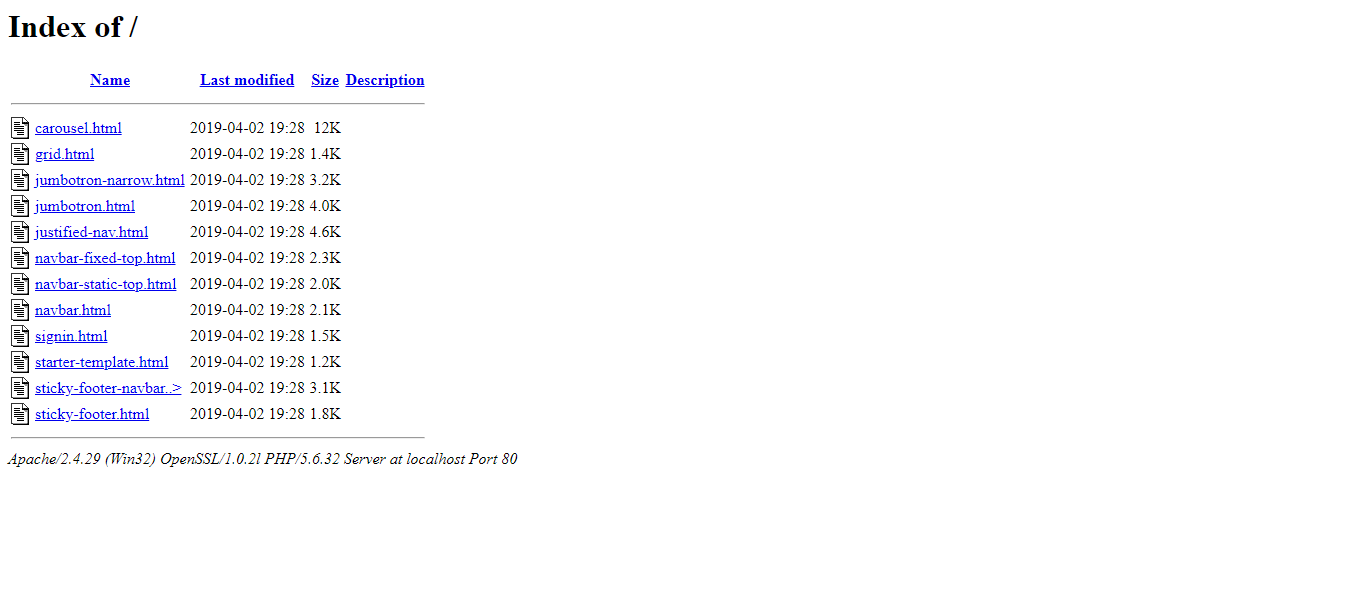 Index of /
Name Last modified Size Description
carousel.html 2019-04-02 19:28 12K
grid.html 2019-04-02 19:28 1.4K
jumbotron-narrow.html 2019-04-02 19:28 3.2K
jumbotron.html 2019-04-02 19:28 4.0K
justified-nav.html 2019-04-02 19:28 4.6K
navbar-fixed-top.html 2019-04-02 19:28 2.3K
navbar-static-top.html 2019-04-02 19:28 2.0K
navbar.html 2019-04-02 19:28 2.1K
signin.html 2019-04-02 19:28 1.5K
starter-template.html 2019-04-02 19:28 1.2K
sticky-footer-navbar..> 2019-04-02 19:28 3.1K
sticky-footer.html 2019-04-02 19:28 1.8K
Apache/2.4.29 (Win32) OpenSSL/1.0.2l PHP/5.6.32 Server at localhost Port 80